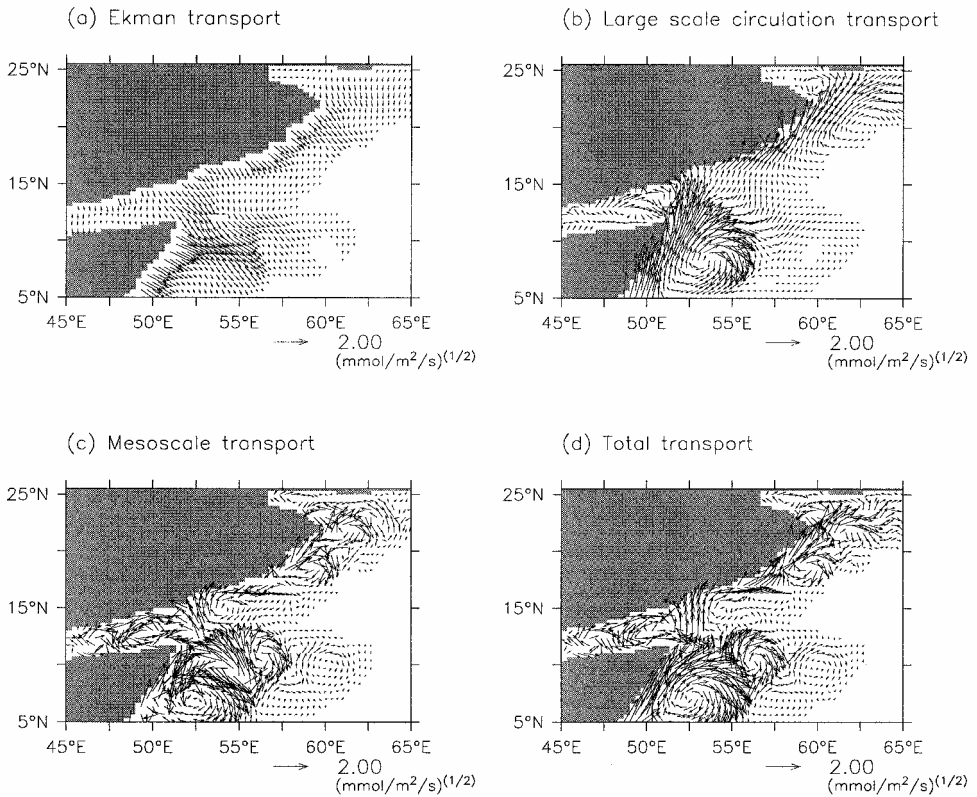 (a) Ekman transport
(b) Large scale circulation transport
25°N
15°N
5°N
45°E 50°E 55°E 60°E 65°E
2.00
(mmol/m²/s)(1/2)
25°N
15°N
5°N
45°E 50°E 55°E 60°E 65°E
2.00
(mmol/m²/s)(1/2)
(c) Mesoscale transport
(d) Total transport
25°N
15°N
5°N
45°E 50°E 55°E 60°E 65°E
2.00
(mmol/m²/s)(1/2)
25°N
15°N
5°N
45°E 50°E 55°E 60°E 65°E
2.00
(mmol/m²/s)(1/2)